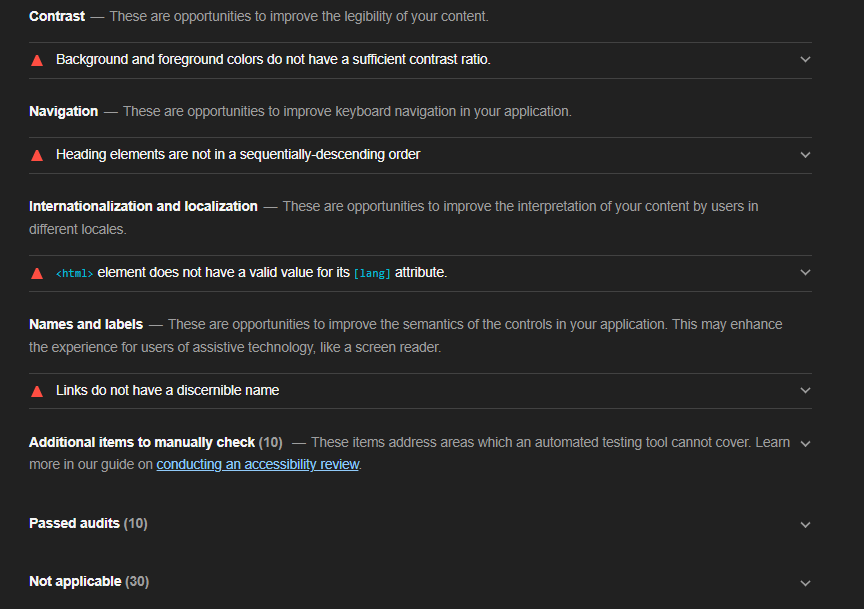 Contrast — These are opportunities to improve the legibility of your content.
Background and foreground colors do not have a sufficient contrast ratio.
Navigation — These are opportunities to improve keyboard navigation in your application.
Heading elements are not in a sequentially-descending order
Internationalization and localization — These are opportunities to improve the interpretation of your content by users in
different locales.
<html> element does not have a valid value for its [lang] attribute.
Names and labels — These are opportunities to improve the semantics of the controls in your application. This may enhance
the experience for users of assistive technology, like a screen reader.
Links do not have a discernible name
Additional items to manually check (10) — These items address areas which an automated testing tool cannot cover. Learn
more in our guide on conducting an accessibility review.
Passed audits (10)
Not applicable (30)